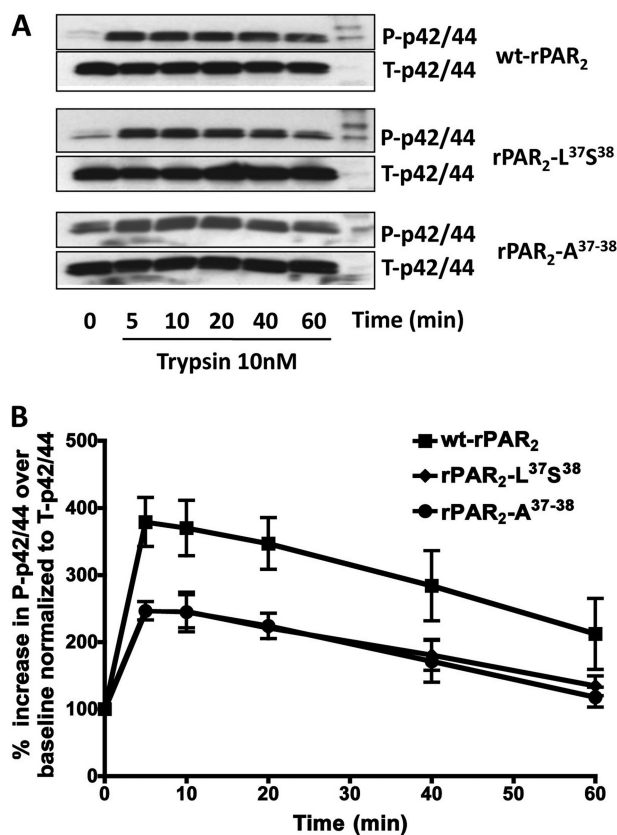 A
P-p42/44
T-p42/44
wt-rPAR₂
P-p42/44
T-p42/44
rPAR₂-L³⁷S³⁸
P-p42/44
T-p42/44
rPAR₂-A³⁷⁻³⁸
0 5 10 20 40 60 Time (min)
Trypsin 10nM
B
% increase in P-p42/44 over
baseline normalized to T-p42/44
500
400
300
200
100
0
wt-rPAR₂
rPAR₂-L³⁷S³⁸
rPAR₂-A³⁷⁻³⁸
0 10 20 30 40 50 60
Time (min)